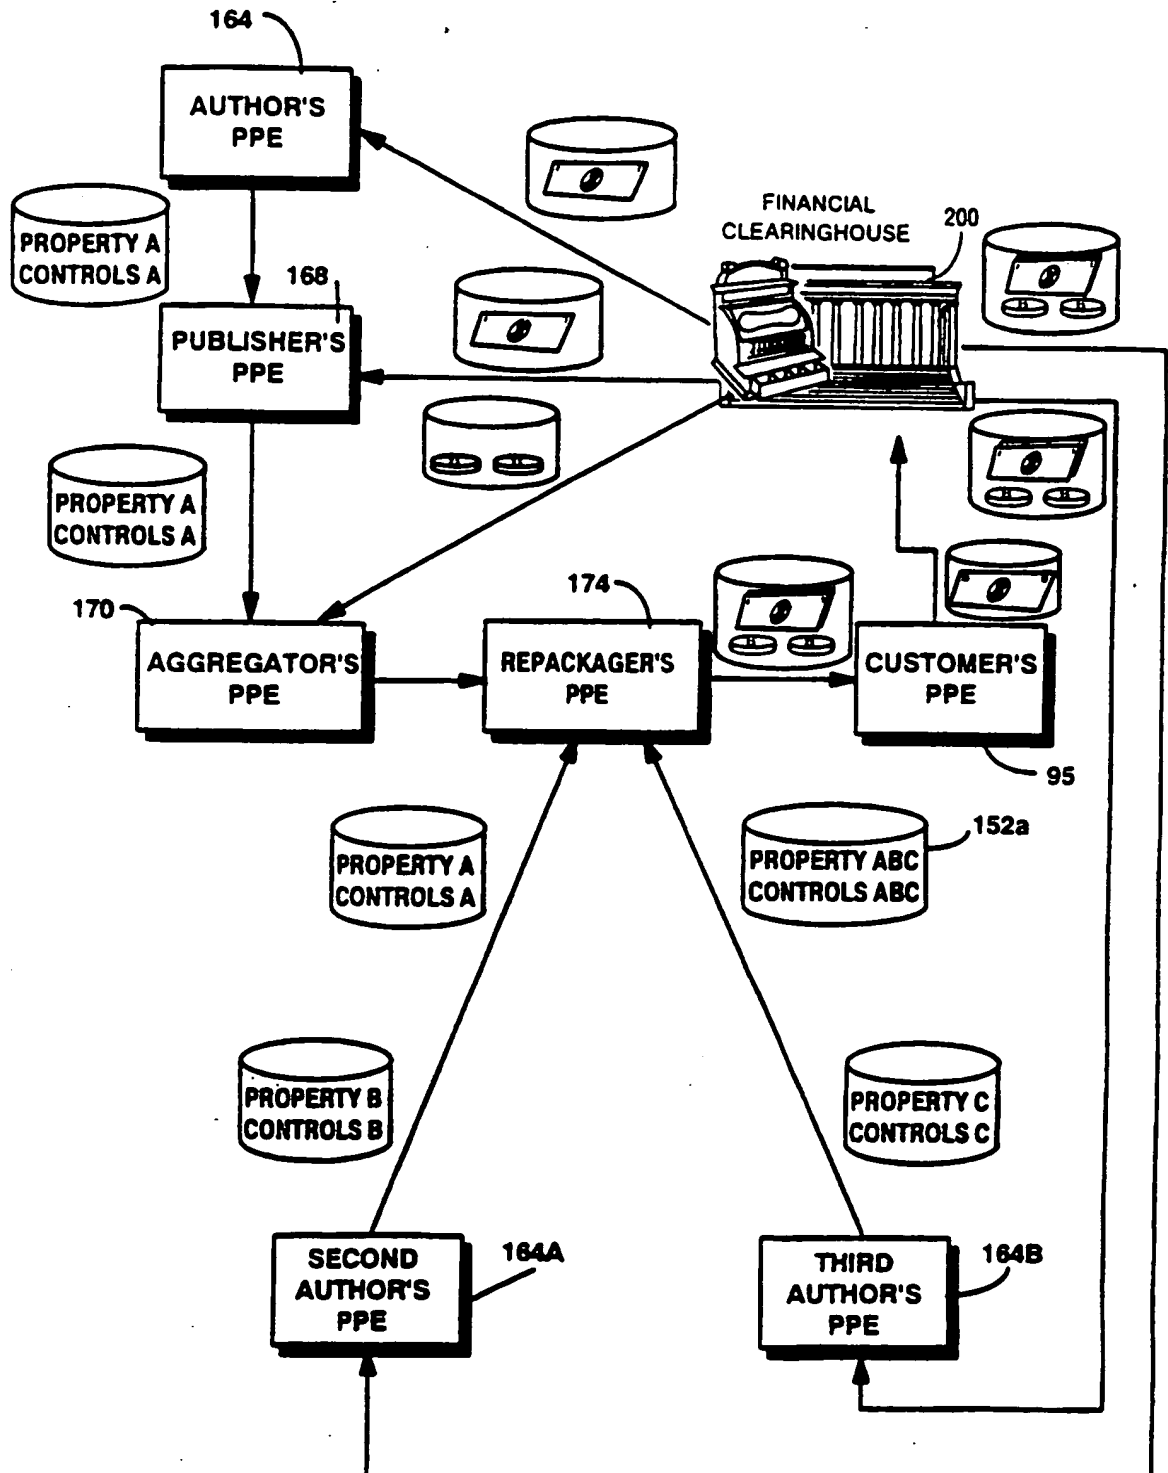 164
AUTHOR'S
PPE
PROPERTY A
CONTROLS A
FINANCIAL
CLEARINGHOUSE
200
168
PUBLISHER'S
PPE
PROPERTY A
CONTROLS A
170
AGGREGATOR'S
PPE
174
REPACKAGER'S
PPE
CUSTOMER'S
PPE
95
PROPERTY A
CONTROLS A
PROPERTY ABC
CONTROLS ABC
152a
PROPERTY B
CONTROLS B
PROPERTY C
CONTROLS C
SECOND
AUTHOR'S
PPE
164A
THIRD
AUTHOR'S
PPE
164B